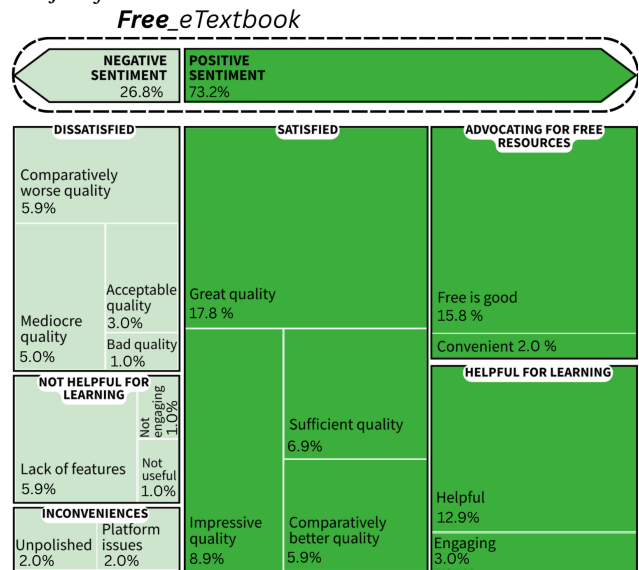 Free_eTextbook
NEGATIVE
SENTIMENT
26.8%
POSITIVE
SENTIMENT
73.2%
DISSATISFIED
Comparatively
worse quality
5.9%
Mediocre
quality
5.0%
Acceptable
quality
3.0%
Bad quality
1.0%
NOT HELPFUL FOR
LEARNING
Lack of features
5.9%
Not
engaging
1.0%
Not
useful
1.0%
INCONVENIENCES
Unpolished
2.0%
Platform
issues
2.0%
SATISFIED
Great quality
17.8 %
Impressive
quality
8.9%
Sufficient quality
6.9%
Comparatively
better quality
5.9%
ADVOCATING FOR FREE
RESOURCES
Free is good
15.8 %
Convenient 2.0 %
HELPFUL FOR LEARNING
Helpful
12.9%
Engaging
3.0%